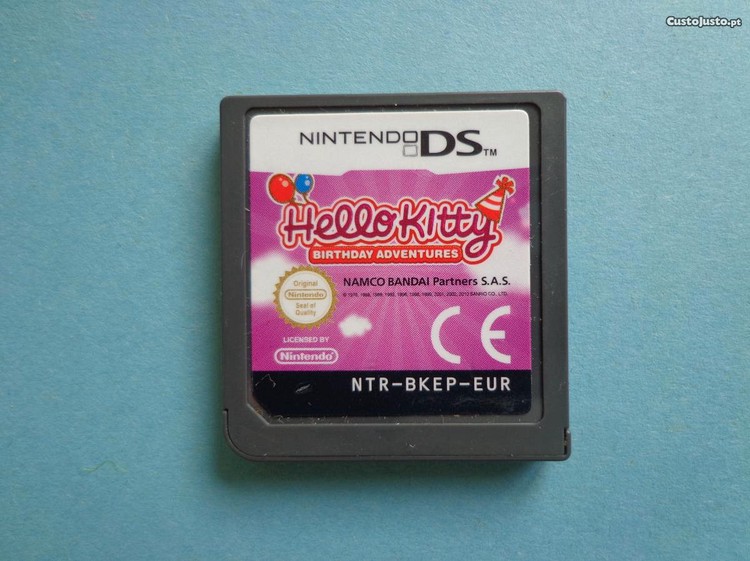 CustoJusto.pt
NINTENDO DS™
Hello Kitty
BIRTHDAY ADVENTURES
NAMCO BANDAI Partners S.A.S.
Original
Nintendo
Seal of
Quality
LICENSED BY
Nintendo®
CE
NTR-BKEP-EUR